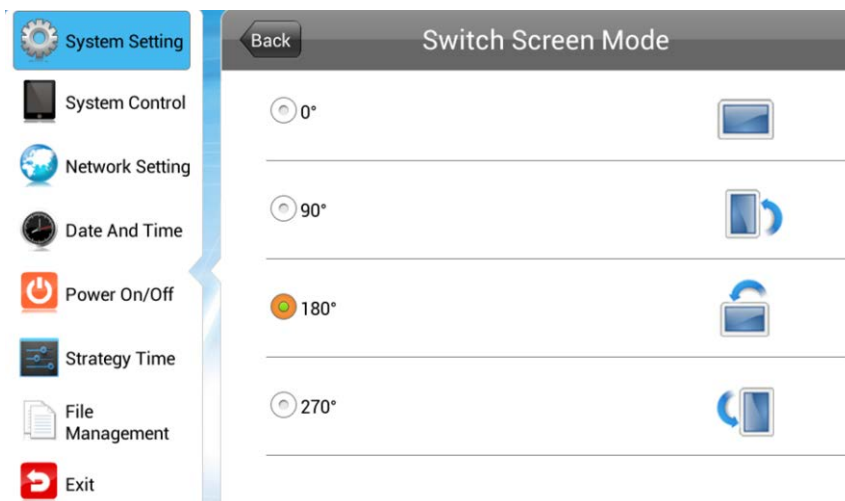 System Setting
System Control
Network Setting
Date And Time
Power On/Off
Strategy Time
File
Management
Exit
Back
Switch Screen Mode
0°
90°
180°
270°